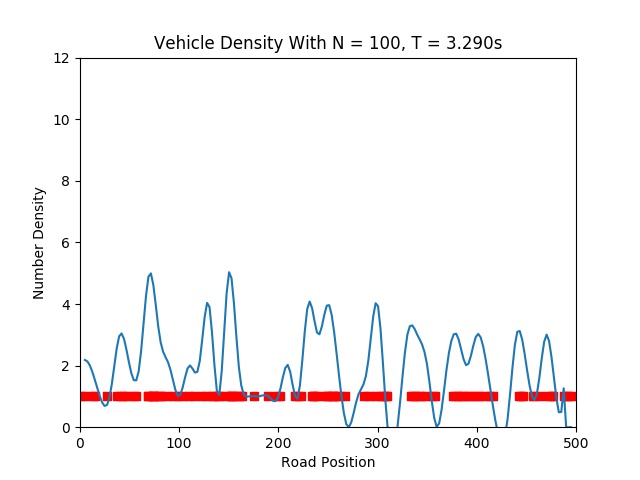 Vehicle Density With N = 100, T = 3.290s
12
10
8
6
4
2
0
Number Density
0 100 200 300 400 500
Road Position